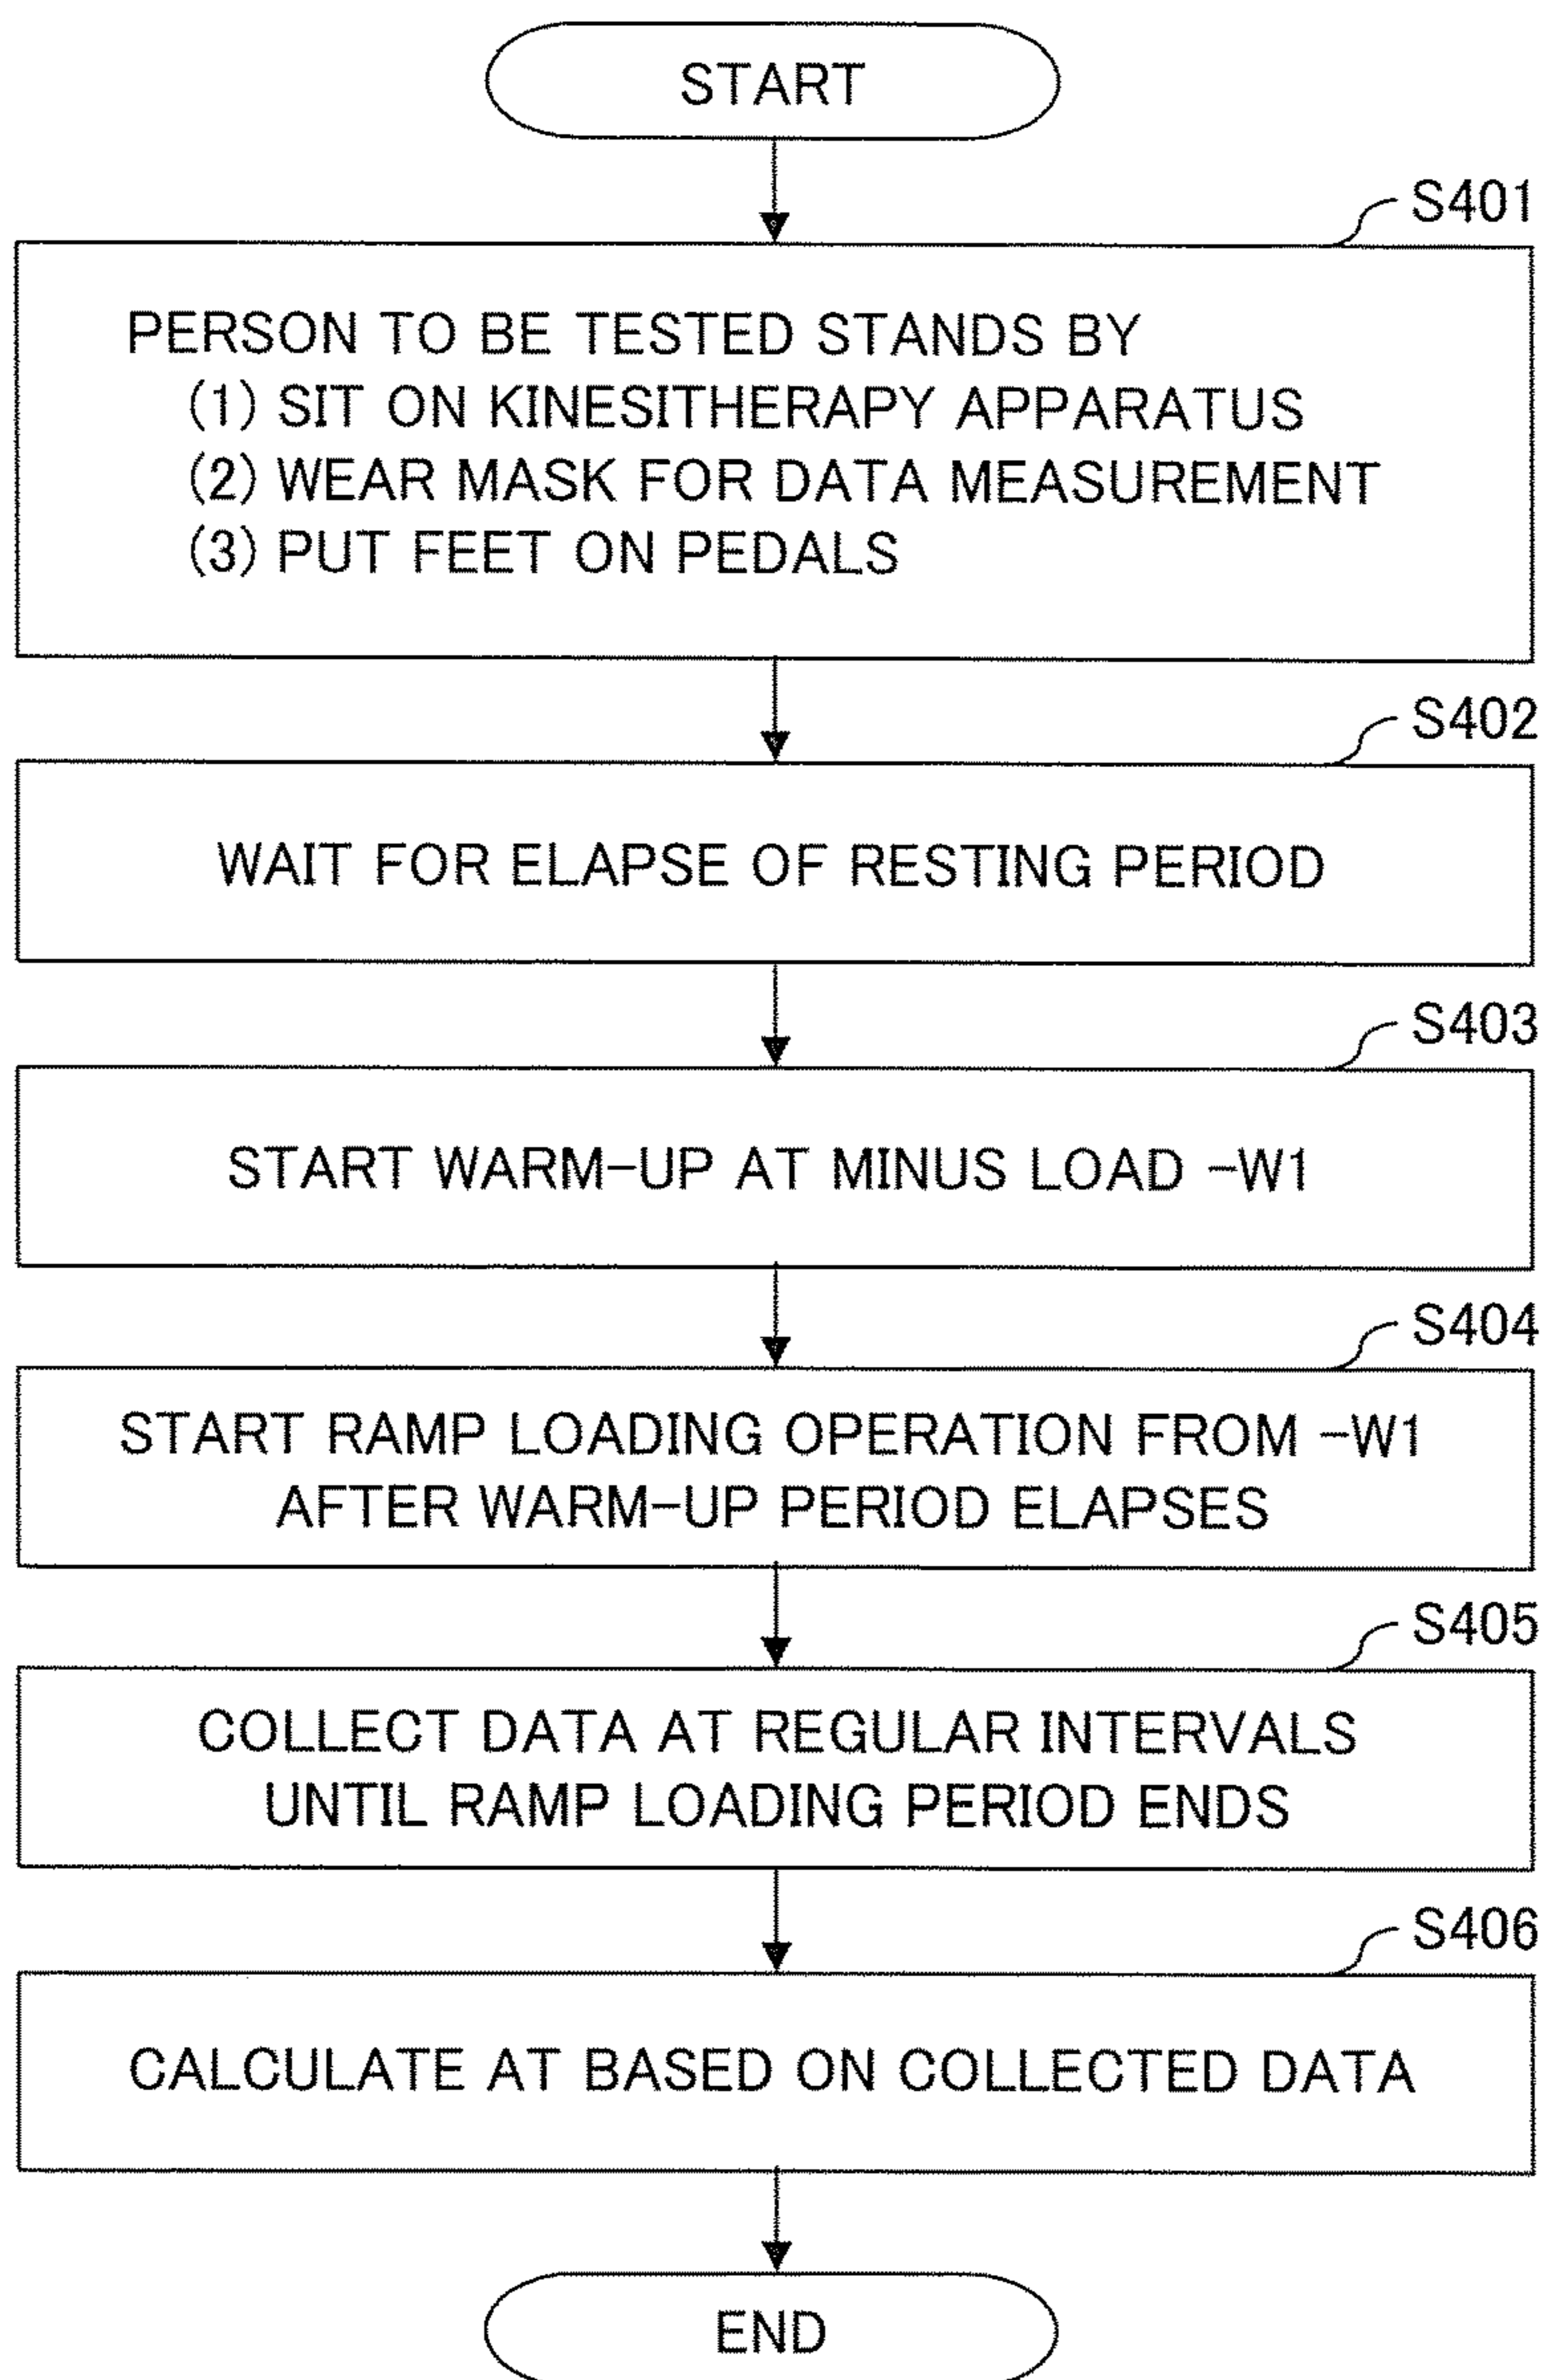 START
S401
PERSON TO BE TESTED STANDS BY
(1) SIT ON KINESITHERAPY APPARATUS
(2) WEAR MASK FOR DATA MEASUREMENT
(3) PUT FEET ON PEDALS
S402
WAIT FOR ELAPSE OF RESTING PERIOD
S403
START WARM-UP AT MINUS LOAD -W1
S404
START RAMP LOADING OPERATION FROM -W1
AFTER WARM-UP PERIOD ELAPSES
S405
COLLECT DATA AT REGULAR INTERVALS
UNTIL RAMP LOADING PERIOD ENDS
S406
CALCULATE AT BASED ON COLLECTED DATA
END